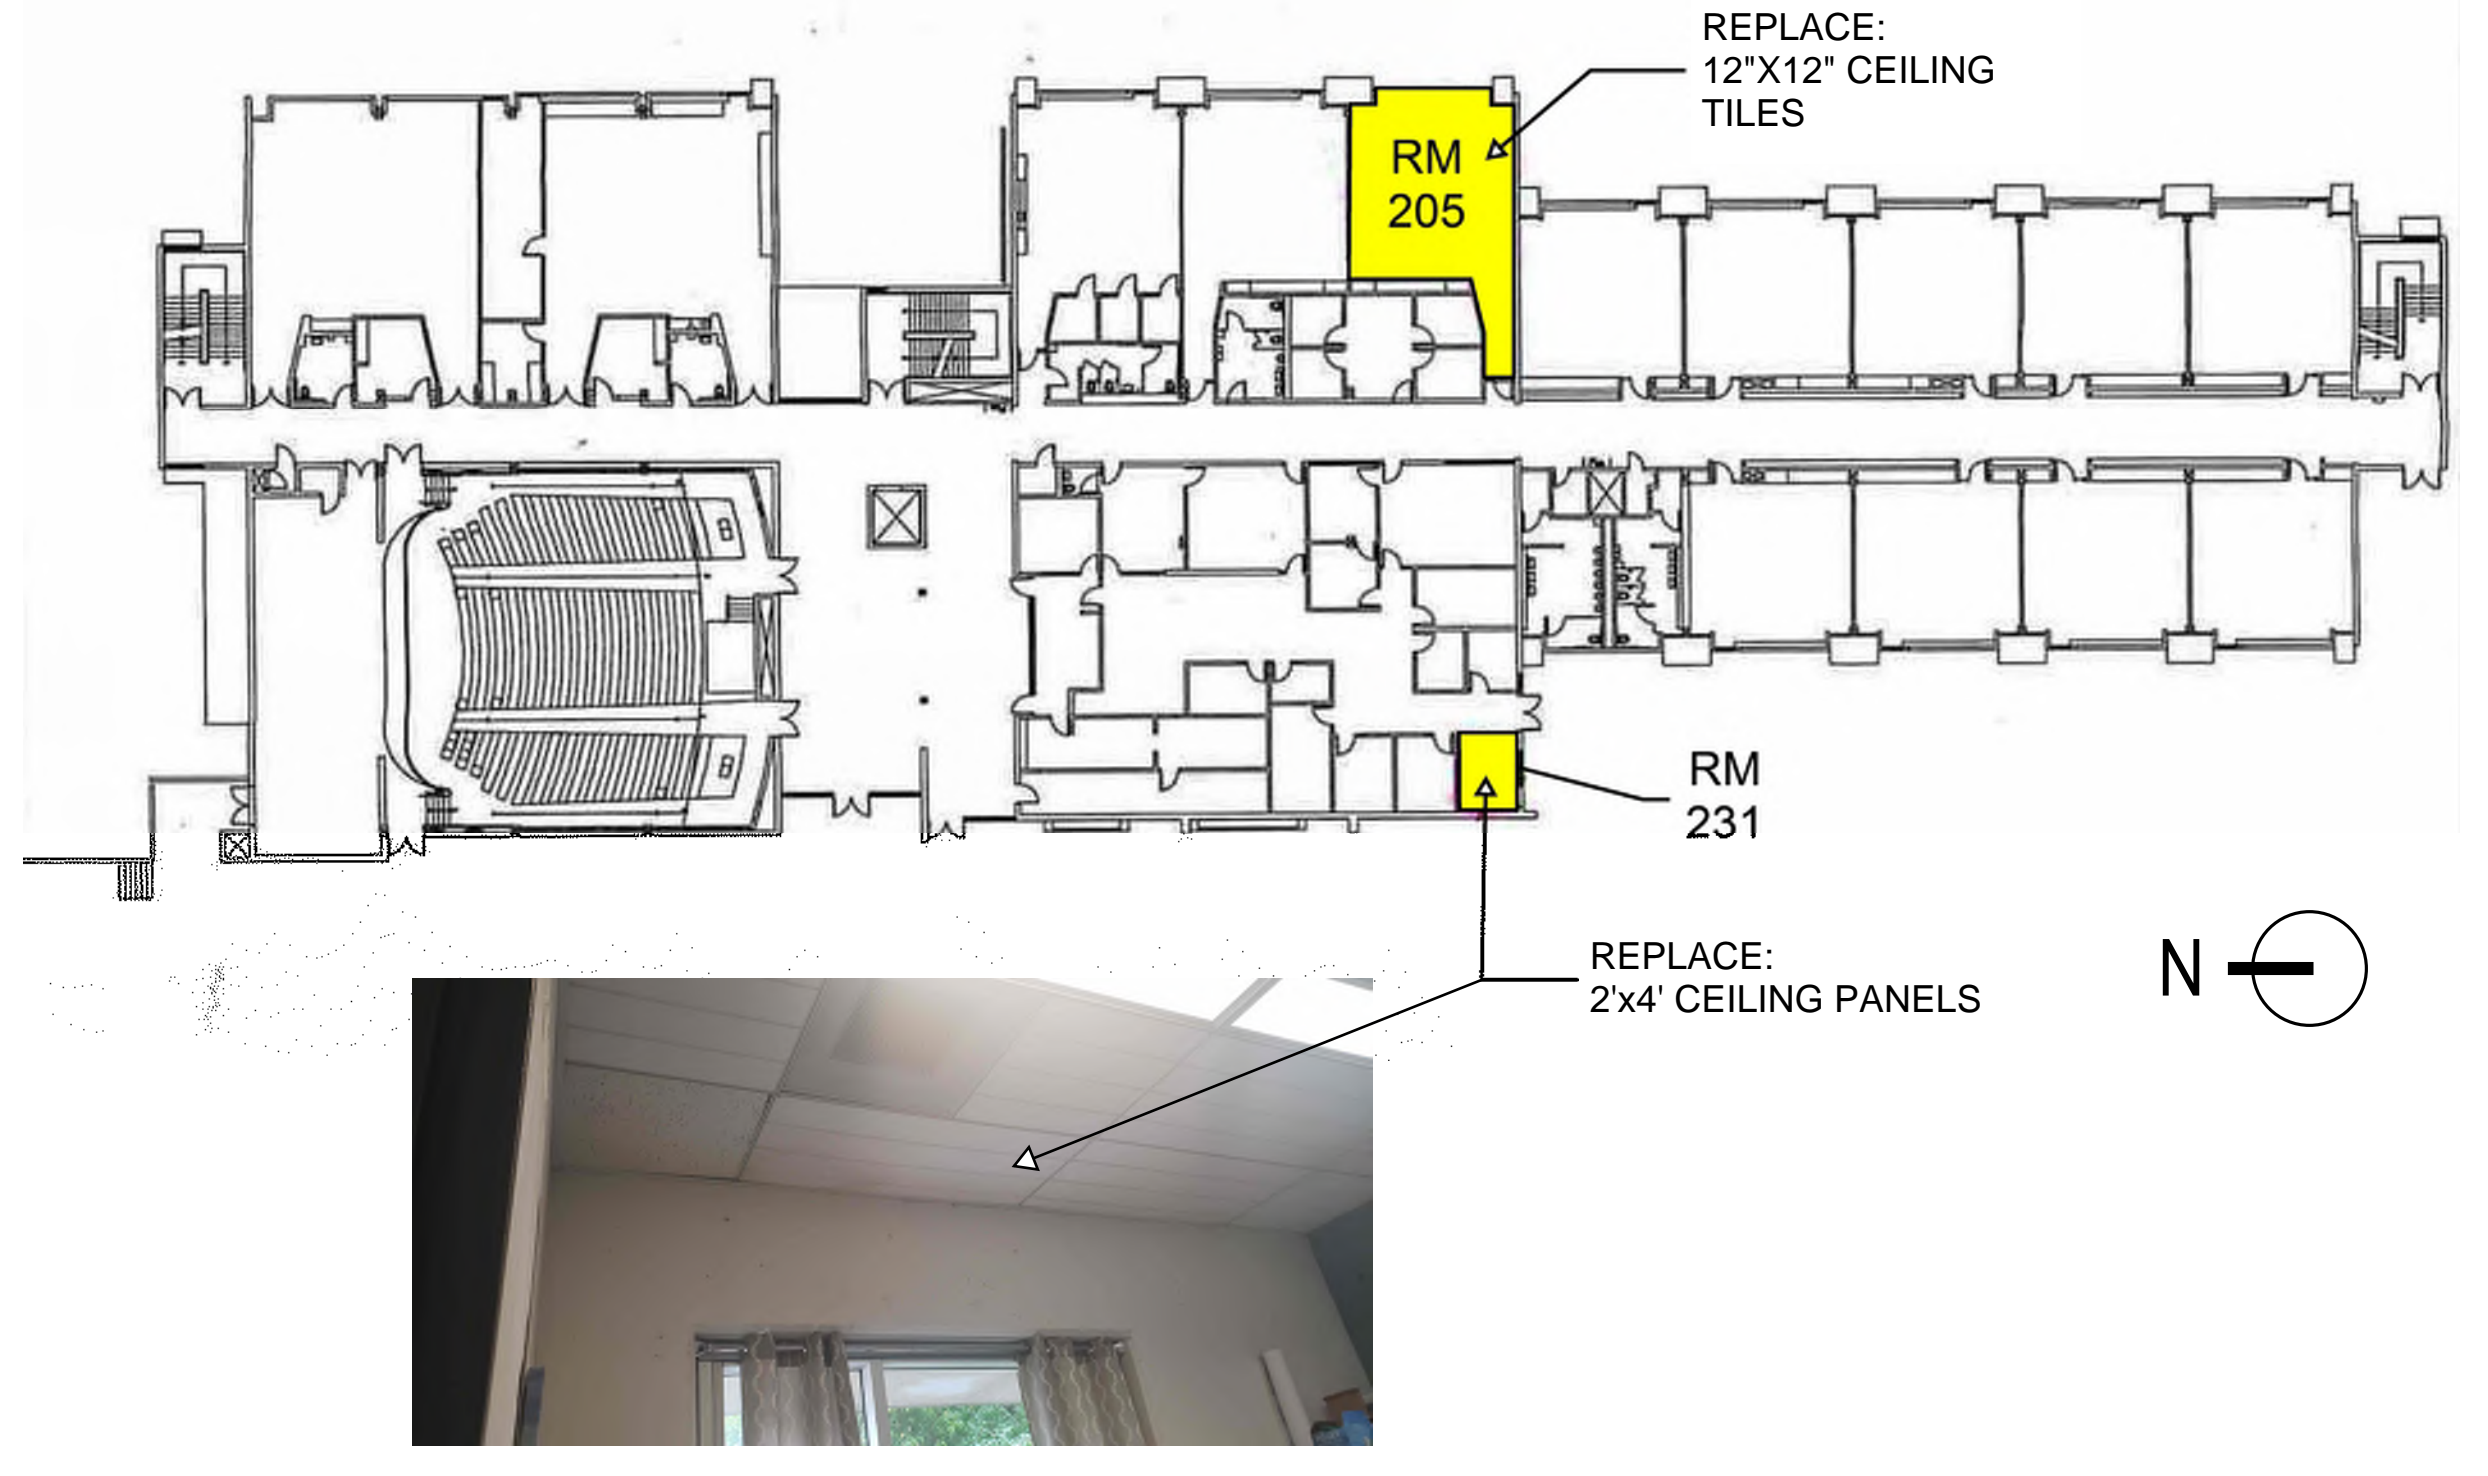 REPLACE:
12"X12" CEILING
TILES
RM
205
RM
231
REPLACE:
2'x4' CEILING PANELS
N